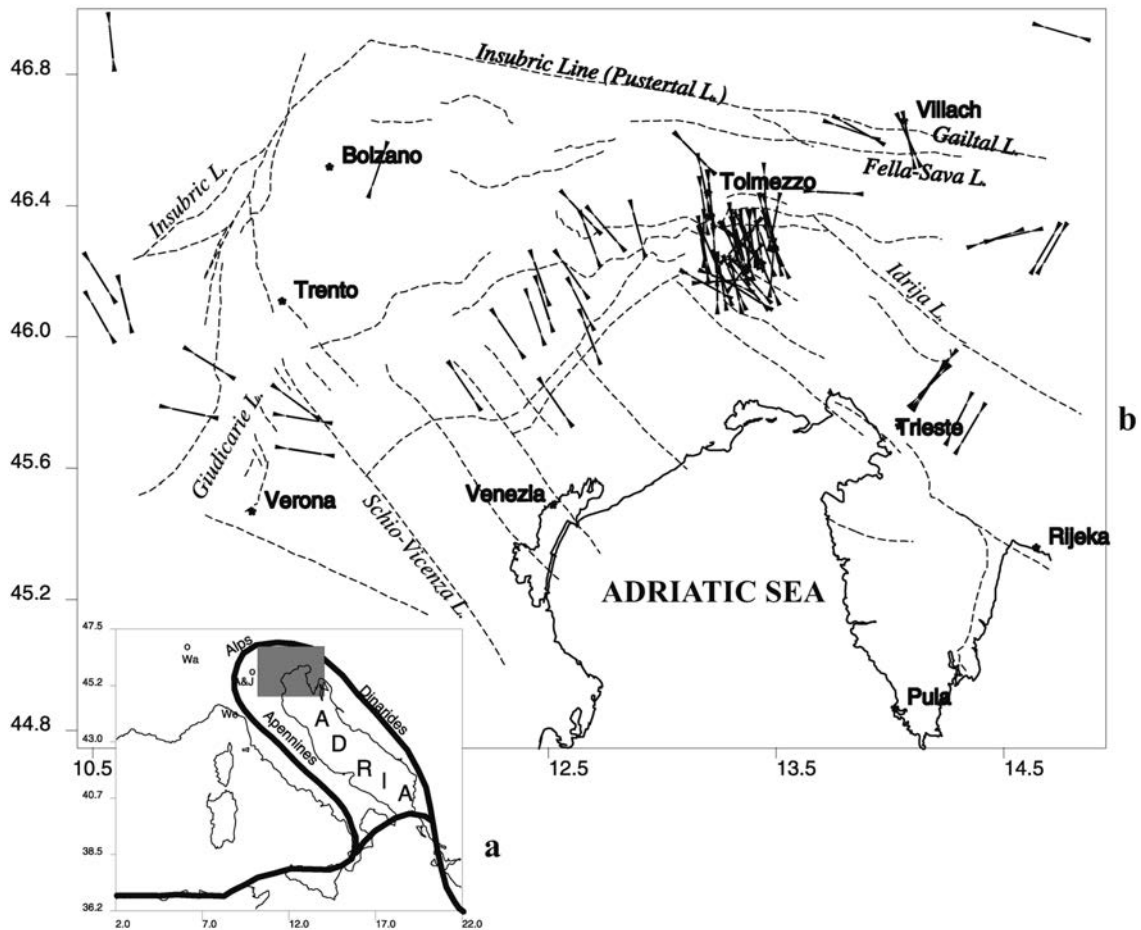 46.8
46.4
46.0
45.6
45.2
44.8
10.5
12.5
13.5
14.5
Insubric Line (Pustertal L.)
Villach
Gailtal L.
Fella-Sava L.
Bolzano
Tolmezzo
Insubric L.
Idrija L.
Trento
b
Giudicarie L.
Trieste
Verona
Venezia
Schio-Vicenza L.
Rijeka
ADRIATIC SEA
Pula
47.5
45.2
43.0
40.7
38.5
36.2
2.0
7.0
12.0
17.0
22.0
Wa
Alps
A&J
We
Apennines
Dinarides
A
D
R
I
A
a